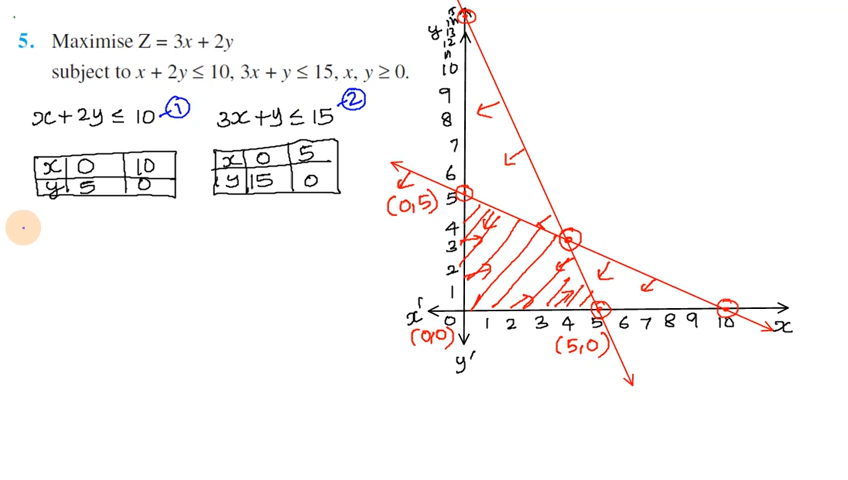 5. Maximise Z = 3x + 2y
subject to x + 2y ≤ 10, 3x + y ≤ 15, x, y ≥ 0.
x+2y ≤ 10 - 1
3x+y ≤ 15 - 2
x 0 10
y 5 0
x 0 5
y 15 0
y
15
14
13
12
11
10
9
8
7
6
5
4
3
2
1
(0,5)
x' 0 1 2 3 4 5 6 7 8 9 10 x
(0,0)
(5,0)
y'